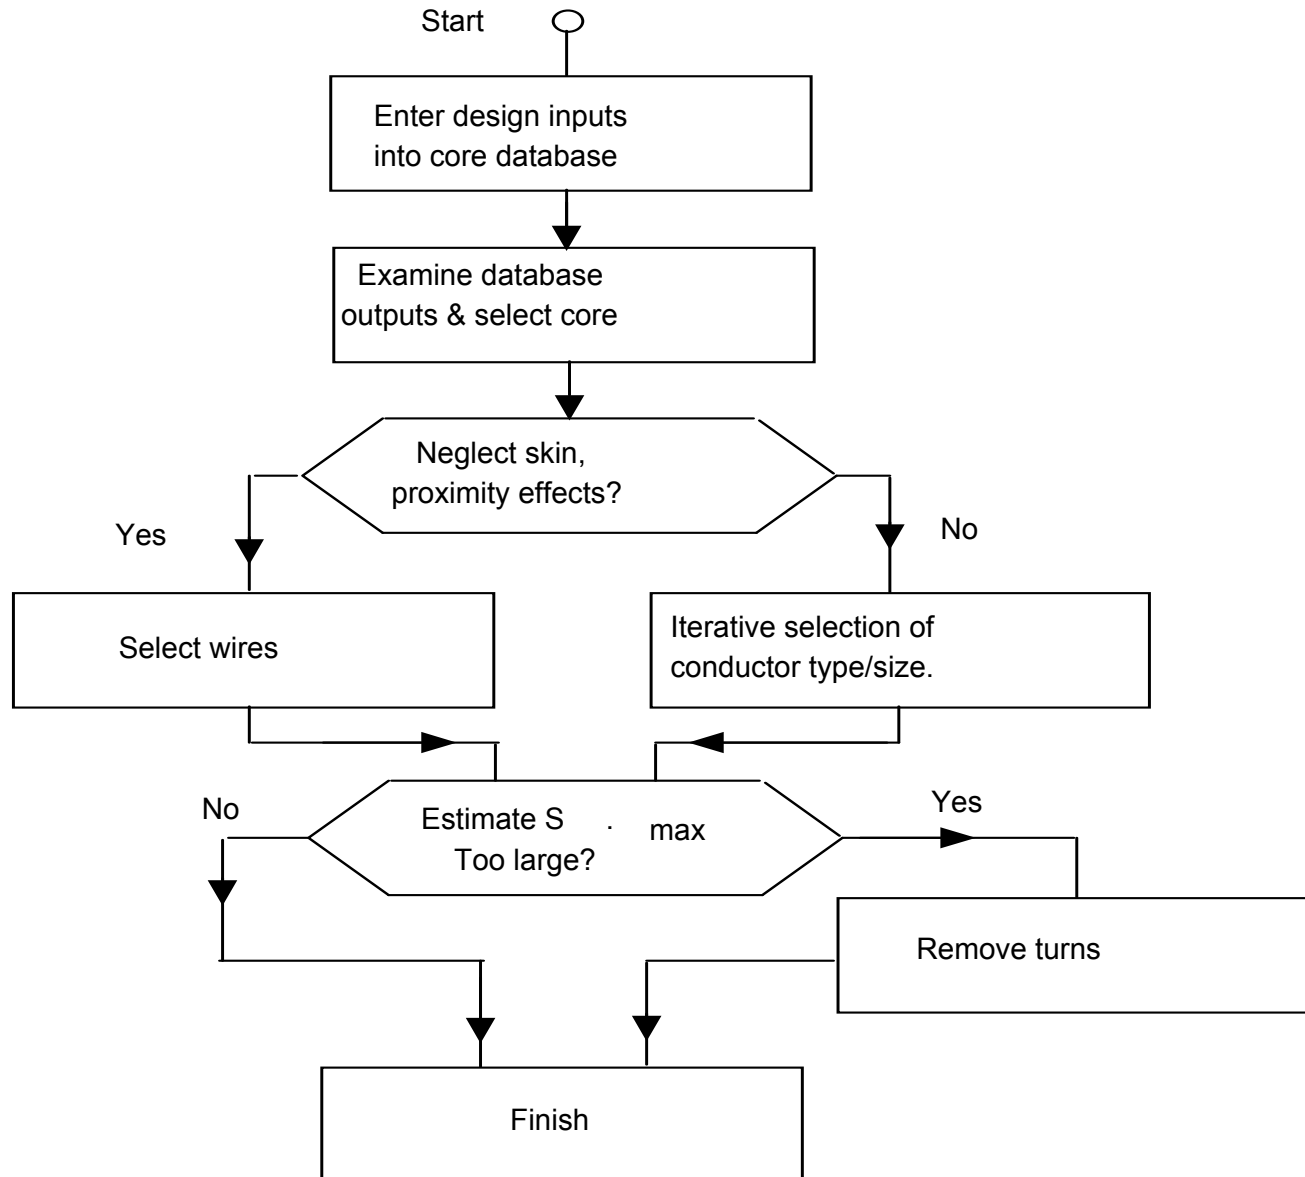 Start
Enter design inputs
into core database
Examine database
outputs & select core
Neglect skin,
proximity effects?
Yes
No
Select wires
Iterative selection of
conductor type/size.
No
Estimate S . max
Too large?
Yes
Remove turns
Finish